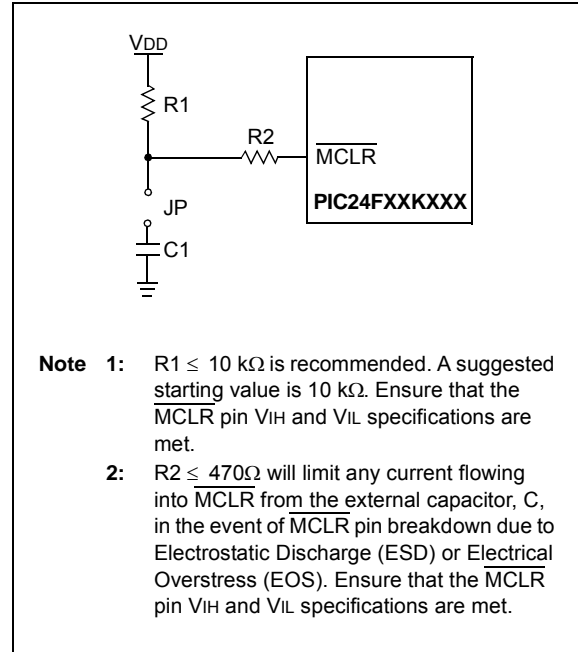 VDD
R1
R2
MCLR
JP
PIC24FXXKXXX
C1
Note 1: R1 ≤ 10 kΩ is recommended. A suggested
starting value is 10 kΩ. Ensure that the
MCLR pin VIH and VIL specifications are
met.
2: R2 ≤ 470Ω will limit any current flowing
into MCLR from the external capacitor, C,
in the event of MCLR pin breakdown due to
Electrostatic Discharge (ESD) or Electrical
Overstress (EOS). Ensure that the MCLR
pin VIH and VIL specifications are met.